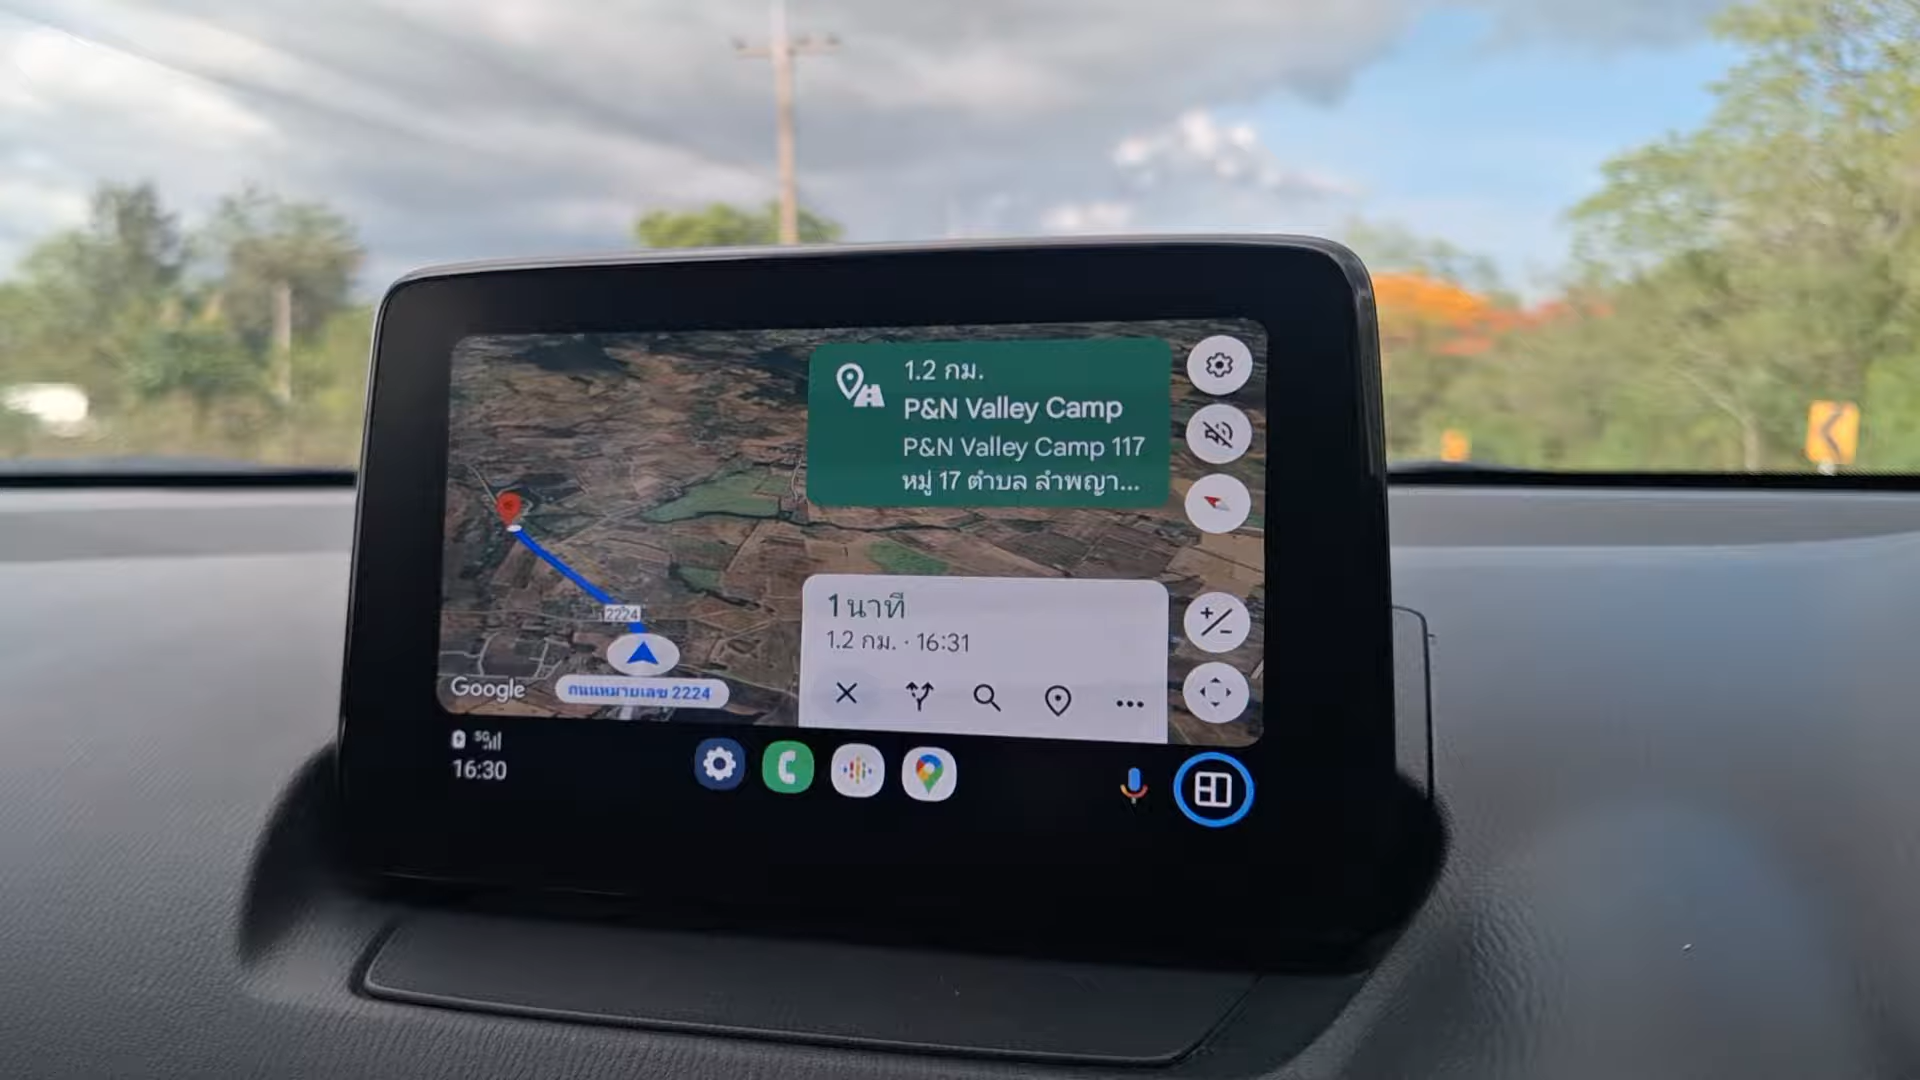 1.2 กม.
P&N Valley Camp
P&N Valley Camp 117
หมู่ 17 ตำบล ลำพญา...
2224
1 นาที
1.2 กม. · 16:31
Google
ถนนหมายเลข 2224
5G
16:30